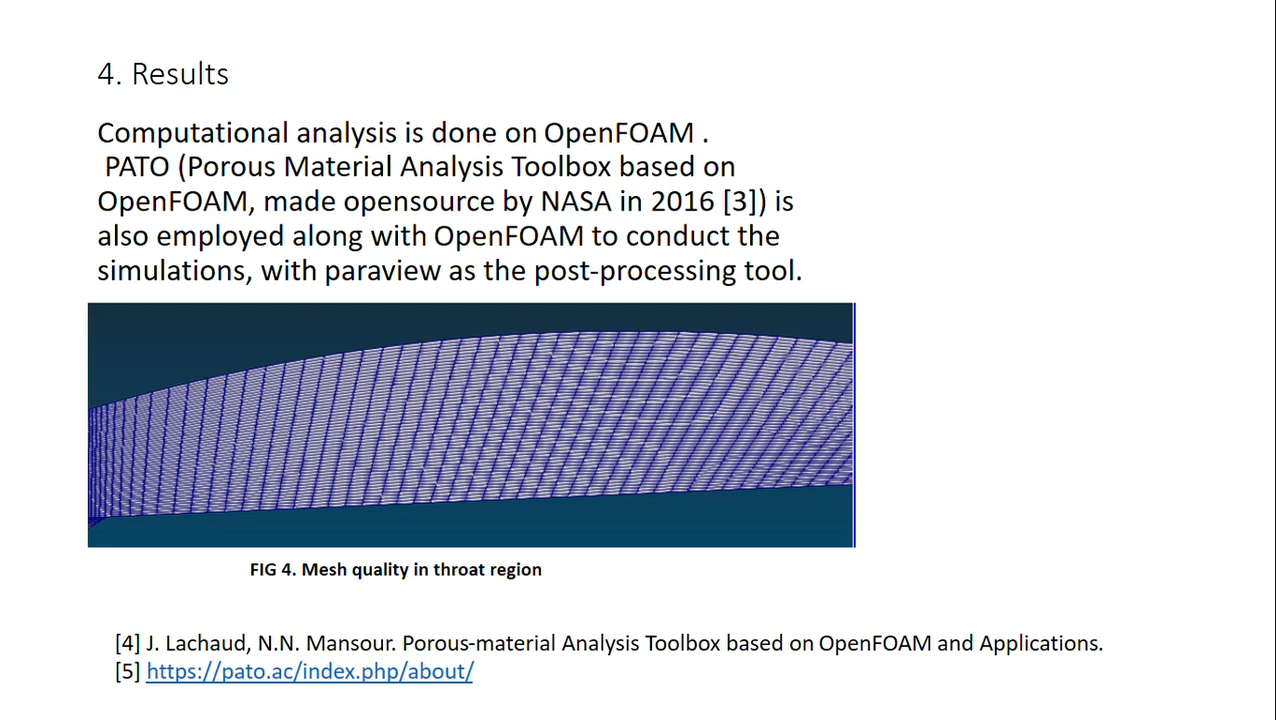 4. Results
Computational analysis is done on OpenFOAM .
PATO (Porous Material Analysis Toolbox based on
OpenFOAM, made opensource by NASA in 2016 [3]) is
also employed along with OpenFOAM to conduct the
simulations, with paraview as the post-processing tool.
FIG 4. Mesh quality in throat region
[4] J. Lachaud, N.N. Mansour. Porous-material Analysis Toolbox based on OpenFOAM and Applications.
[5] https://pato.ac/index.php/about/